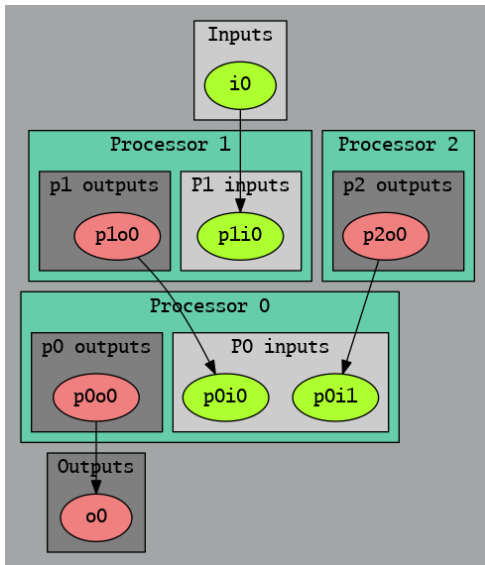 Inputs
i0
Processor 1
Processor 2
p1 outputs
P1 inputs
p2 outputs
p1o0
p1i0
p2o0
Processor 0
p0 outputs
P0 inputs
p0o0
p0i0
p0i1
Outputs
o0